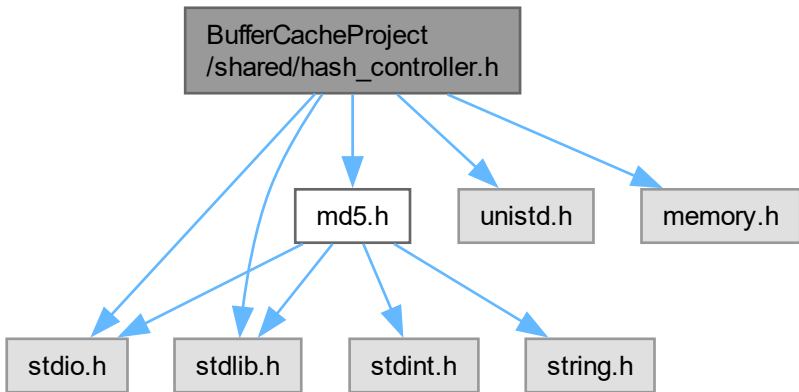 BufferCacheProject
/shared/hash_controller.h
md5.h
unistd.h
memory.h
stdio.h
stdlib.h
stdint.h
string.h